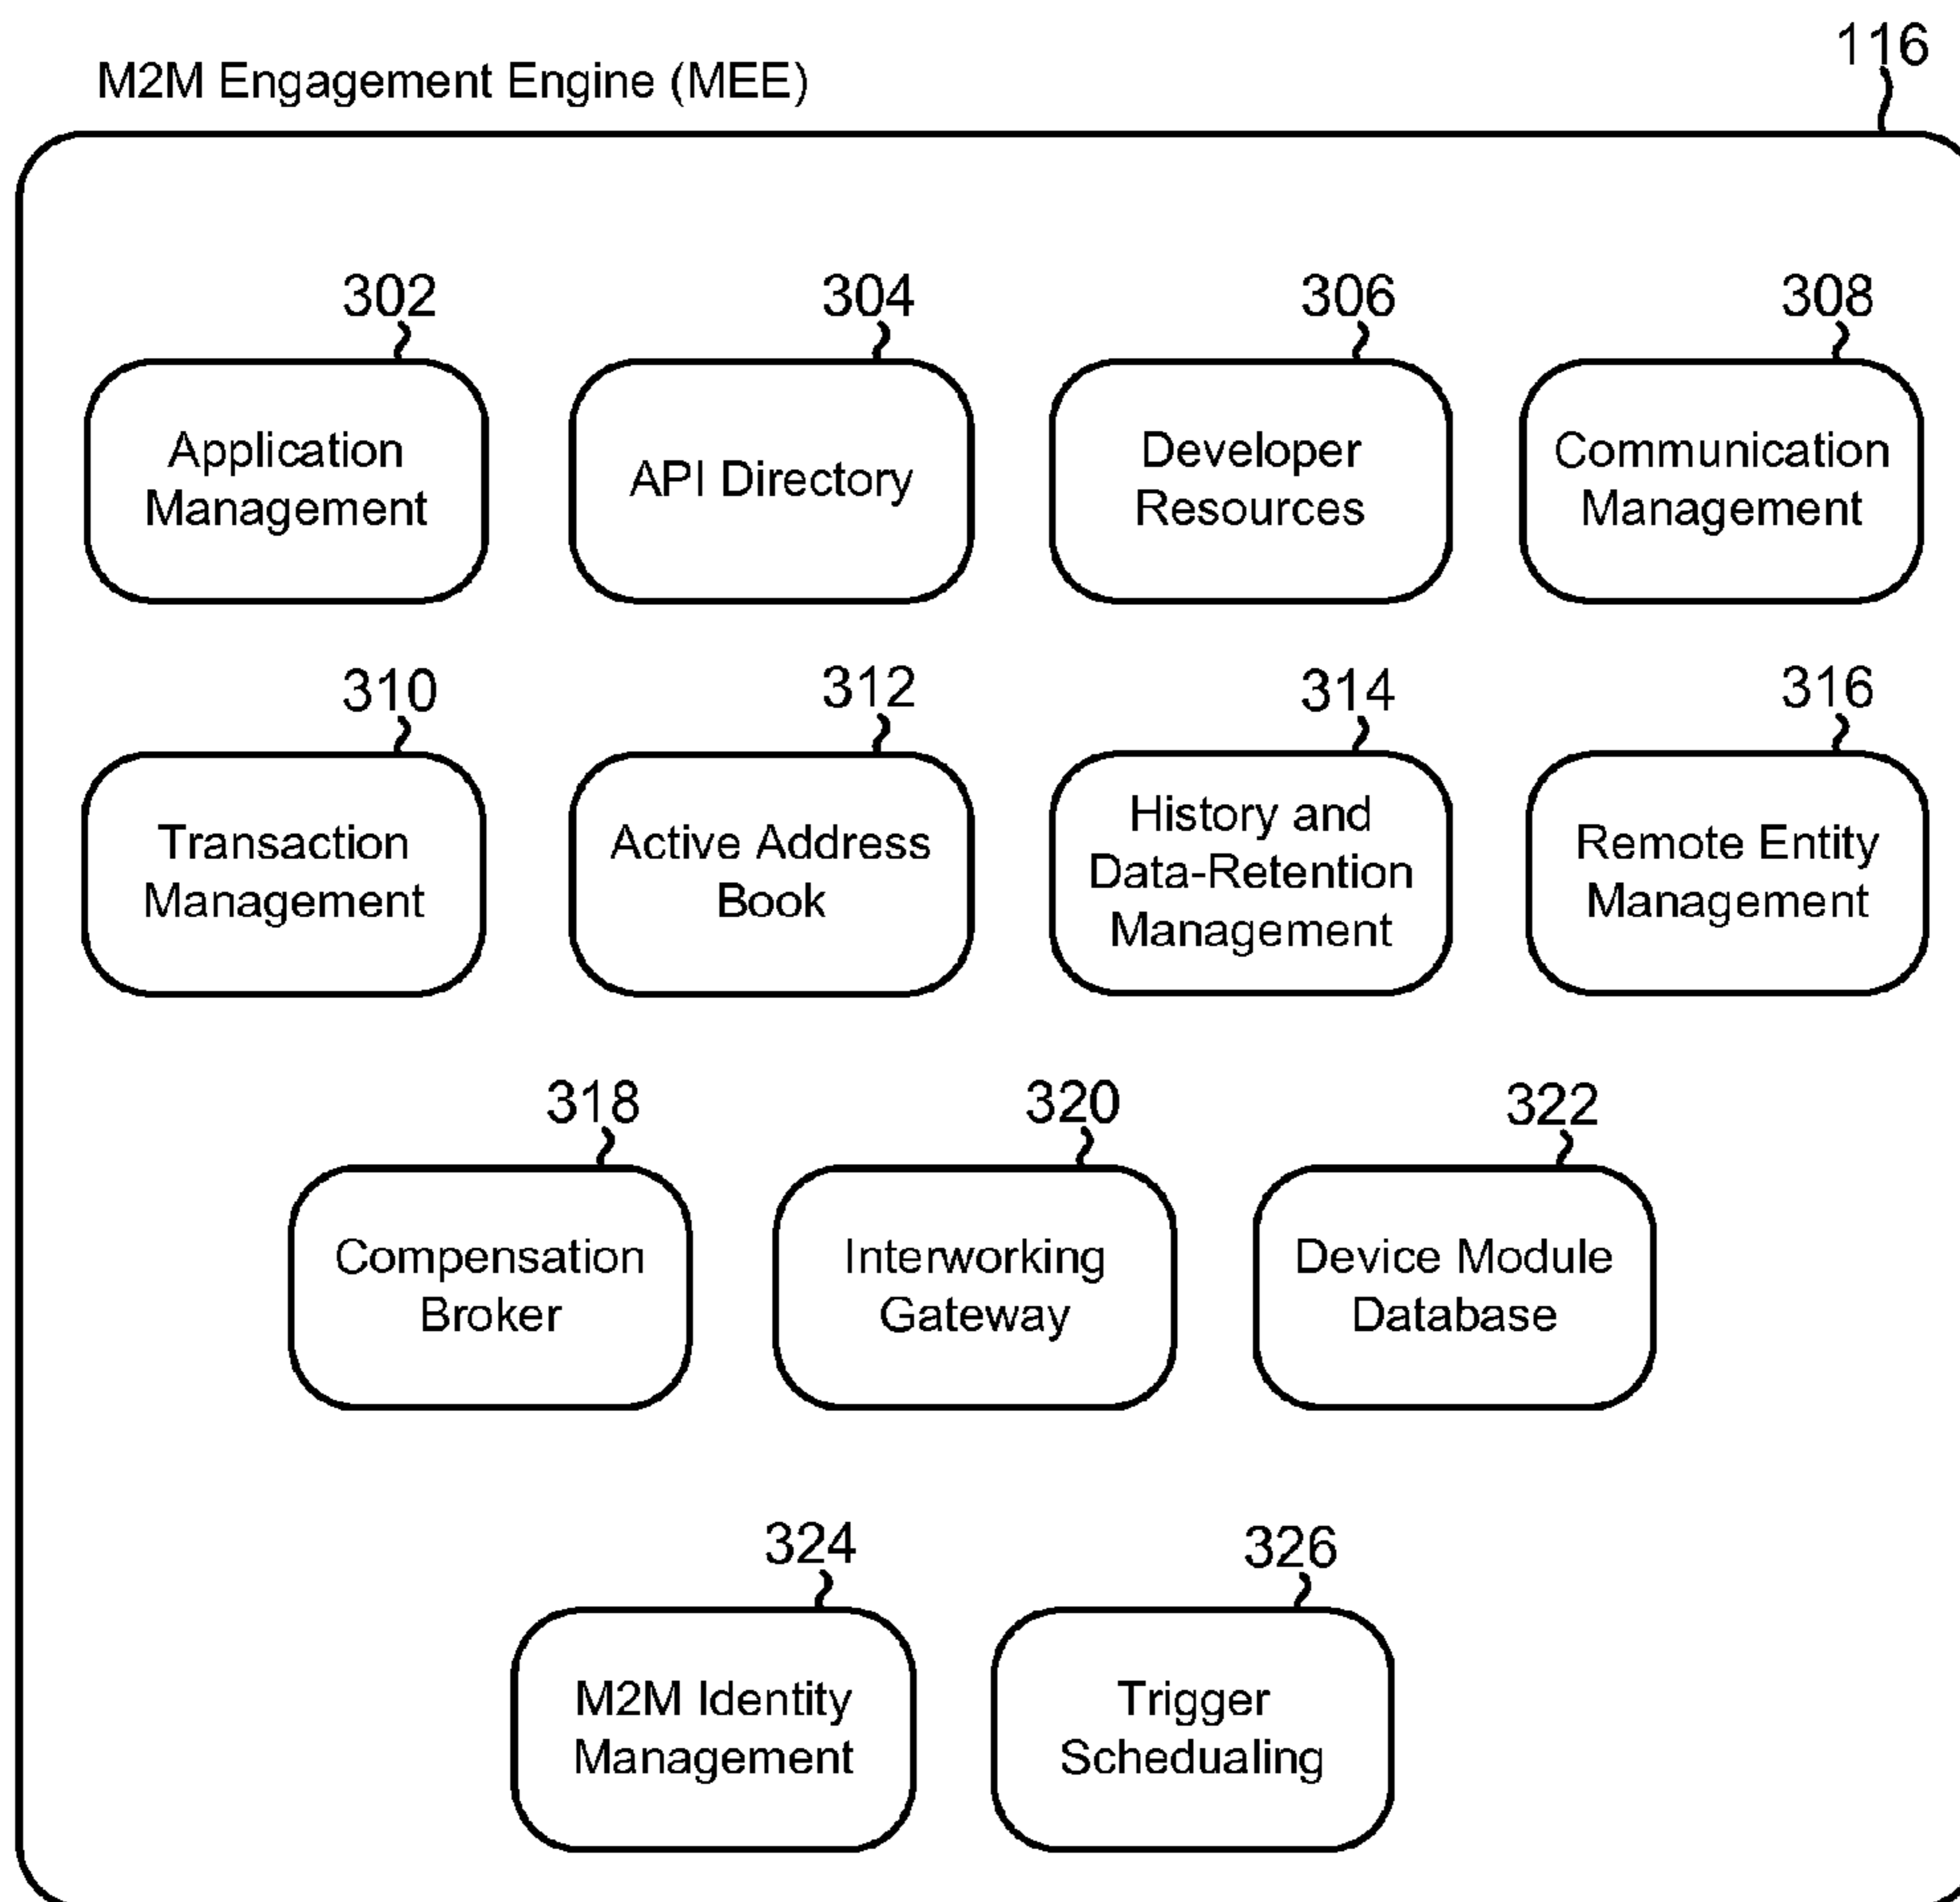 116
M2M Engagement Engine (MEE)
302
304
306
308
Application
Management
API Directory
Developer
Resources
Communication
Management
310
312
314
316
Transaction
Management
Active Address
Book
History and
Data-Retention
Management
Remote Entity
Management
318
320
322
Compensation
Broker
Interworking
Gateway
Device Module
Database
324
326
M2M Identity
Management
Trigger
Schedualing